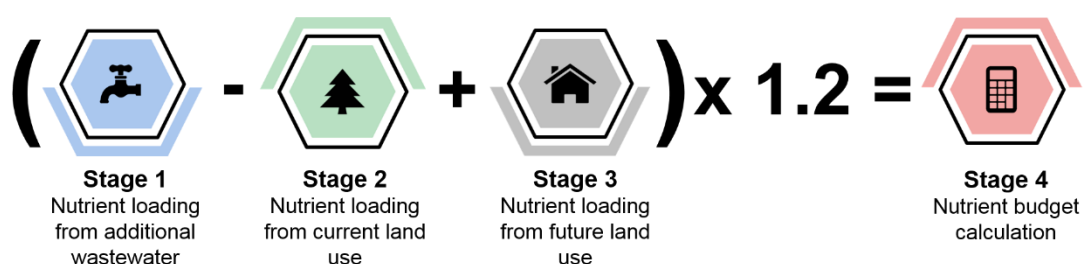 ( - + ) x 1.2 =
Stage 1
Nutrient loading
from additional
wastewater
Stage 2
Nutrient loading
from current land
use
Stage 3
Nutrient loading
from future land
use
Stage 4
Nutrient budget
calculation